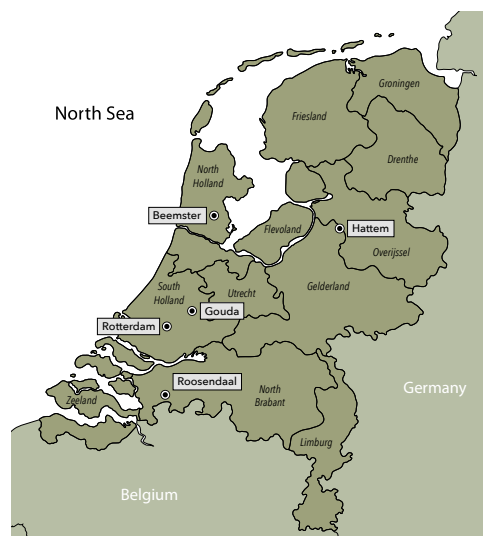 North Sea
Groningen
Friesland
Drenthe
North
Holland
Beemster
Flevoland
Hattem
Overijssel
South
Holland
Utrecht
Gelderland
Gouda
Rotterdam
Roosendaal
Zeeland
North
Brabant
Germany
Limburg
Belgium